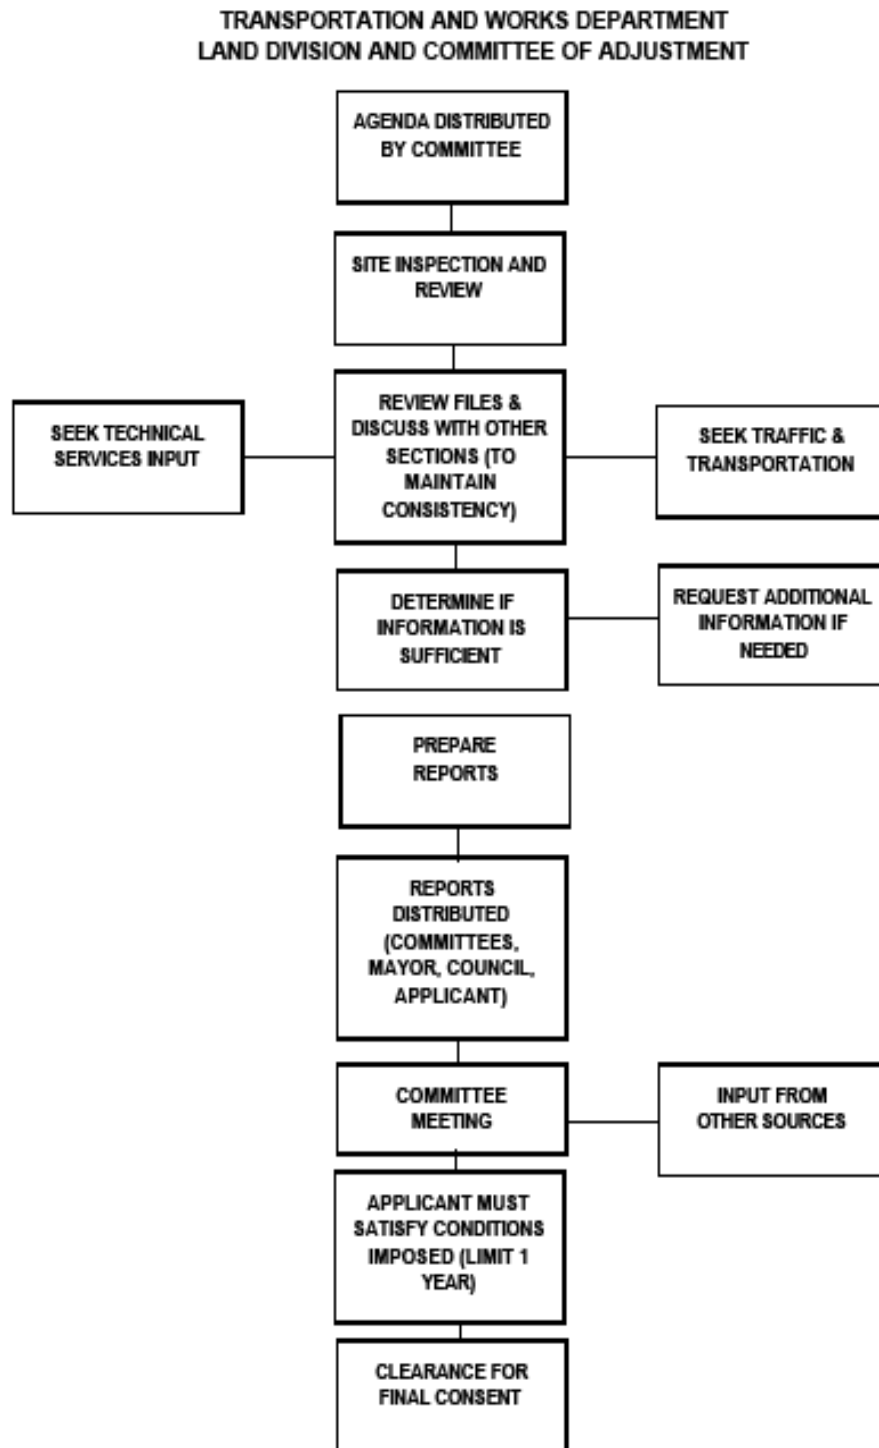 TRANSPORTATION AND WORKS DEPARTMENT
LAND DIVISION AND COMMITTEE OF ADJUSTMENT
AGENDA DISTRIBUTED
BY COMMITTEE
SITE INSPECTION AND
REVIEW
SEEK TECHNICAL
SERVICES INPUT
REVIEW FILES &
DISCUSS WITH OTHER
SECTIONS (TO
MAINTAIN
CONSISTENCY)
SEEK TRAFFIC &
TRANSPORTATION
DETERMINE IF
INFORMATION IS
SUFFICIENT
REQUEST ADDITIONAL
INFORMATION IF
NEEDED
PREPARE
REPORTS
REPORTS
DISTRIBUTED
(COMMITTEES,
MAYOR, COUNCIL,
APPLICANT)
COMMITTEE
MEETING
INPUT FROM
OTHER SOURCES
APPLICANT MUST
SATISFY CONDITIONS
IMPOSED (LIMIT 1
YEAR)
CLEARANCE FOR
FINAL CONSENT